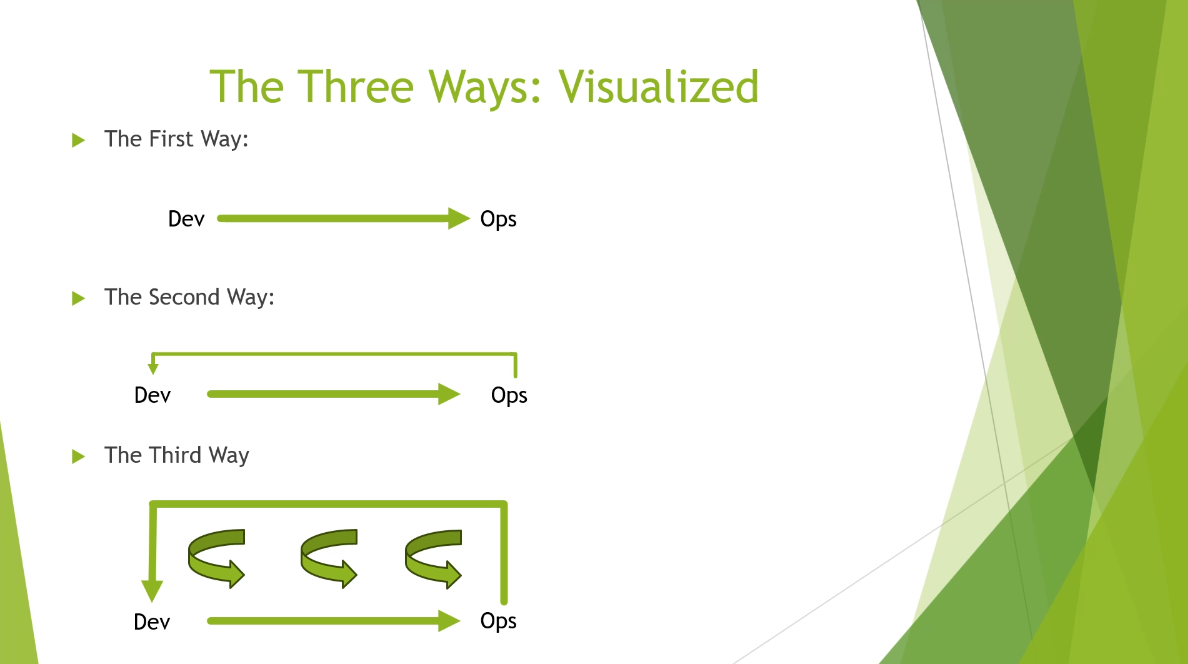 The Three Ways: Visualized
The First Way:
Dev Ops
The Second Way:
Dev Ops
The Third Way
Dev Ops